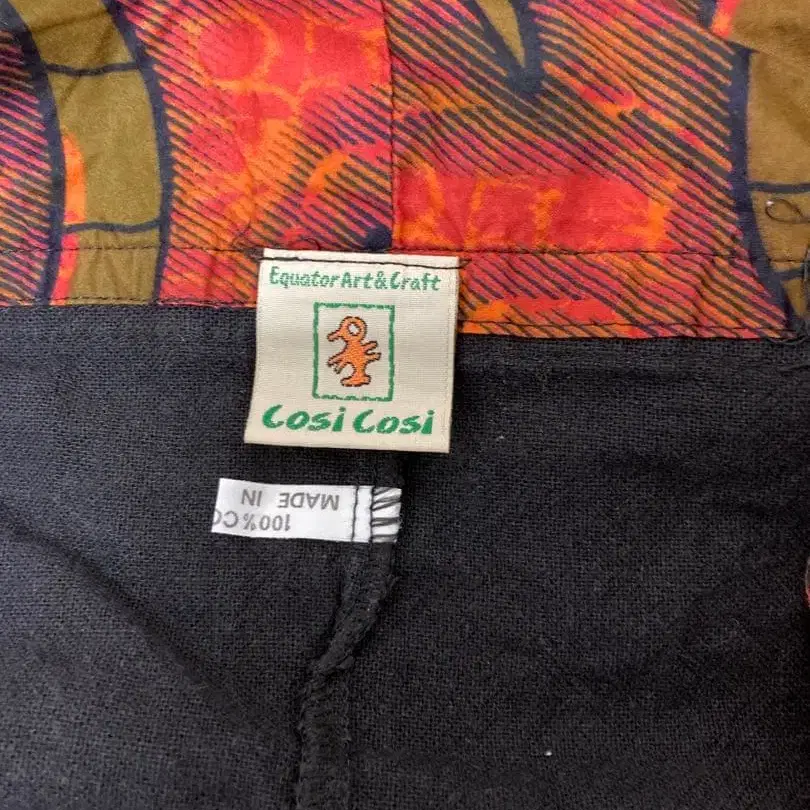 Equator Art & Craft
Cosi Cosi
100%
MADE IN